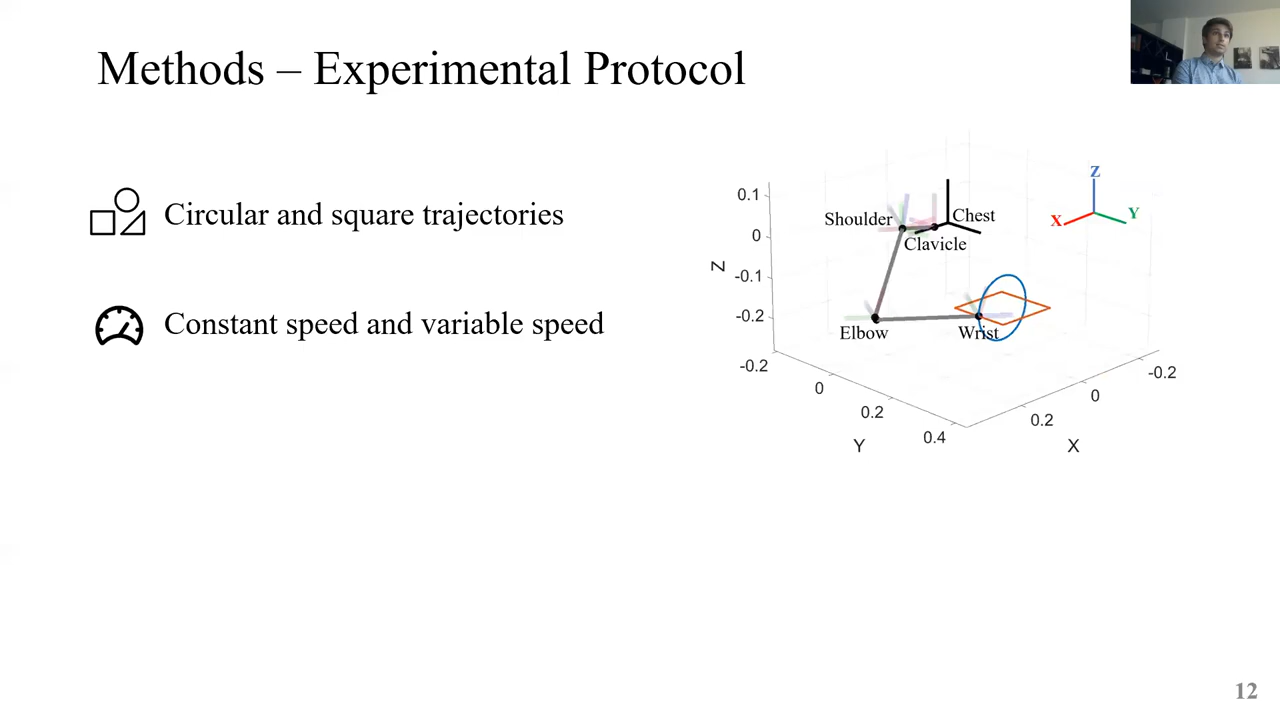 Methods – Experimental Protocol
Circular and square trajectories
Constant speed and variable speed
Z
X
Y
0.1
0
-0.1
-0.2
Z
Shoulder
Chest
Clavicle
Elbow
Wrist
-0.2
0
0.2
0.4
Y
-0.2
0
0.2
X
12